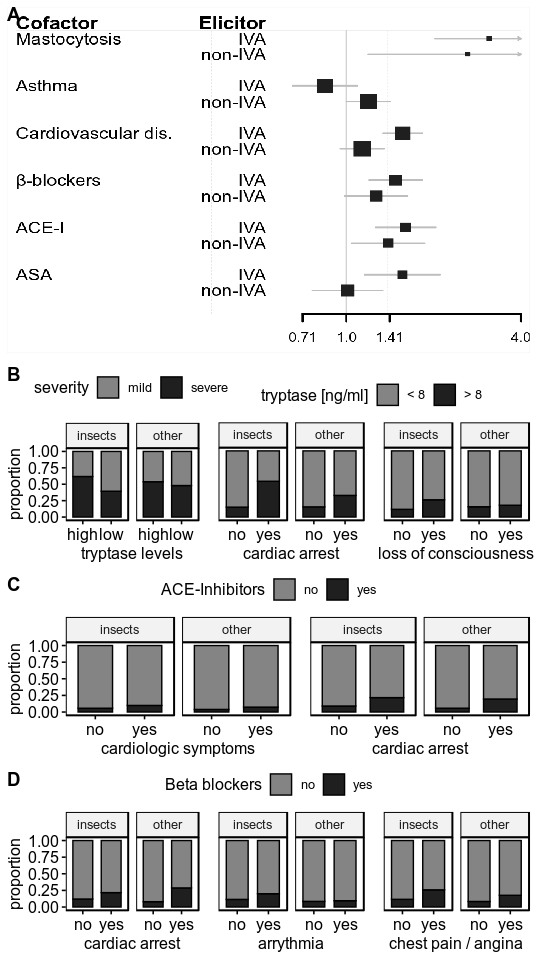 A
Cofactor Elicitor
Mastocytosis IVA
non-IVA
Asthma IVA
non-IVA
Cardiovascular dis. IVA
non-IVA
β-blockers IVA
non-IVA
ACE-I IVA
non-IVA
ASA IVA
non-IVA
0.71 1.0 1.41 4.0
B
severity mild severe tryptase [ng/ml] < 8 > 8
insects other insects other insects other
proportion
1.00
0.75
0.50
0.25
0.00
high low high low no yes no yes no yes no yes
tryptase levels cardiac arrest loss of consciousness
C
ACE-Inhibitors no yes
insects other insects other
proportion
1.00
0.75
0.50
0.25
0.00
no yes no yes no yes no yes
cardiologic symptoms cardiac arrest
D
Beta blockers no yes
insects other insects other insects other
proportion
1.00
0.75
0.50
0.25
0.00
no yes no yes no yes no yes no yes no yes
cardiac arrest arrythmia chest pain / angina